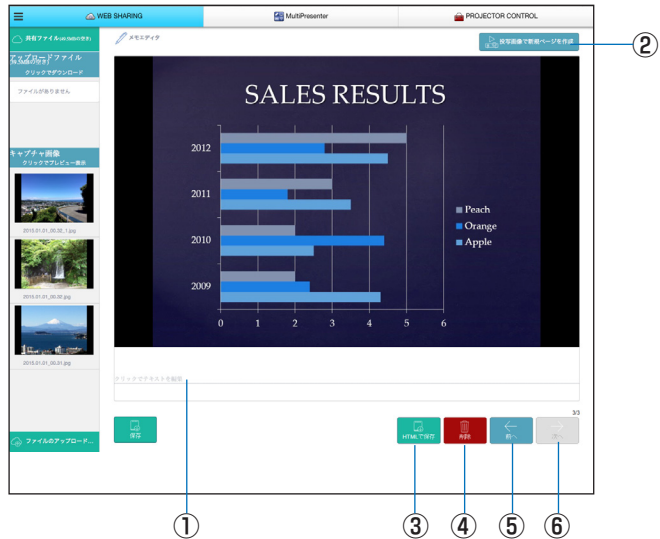 WEB SHARING
MultiPresenter
PROJECTOR CONTROL
メモエディタ
投写画像で新規ページを作成
②
アップロードファイル
クリックでダウンロード
ファイルがありません
キャプチャ画像
クリックでプレビュー表示
2015.01.01_00.32_1.jpg
2015.01.01_00.32.jpg
2015.01.01_00.31.jpg
ファイルのアップロード...
SALES RESULTS
2012
2011
2010
2009
0 1 2 3 4 5 6
Peach
Orange
Apple
クリックでテキストを編集
3/3
保存
HTMLで保存
削除
前へ
次へ
① ③ ④ ⑤ ⑥